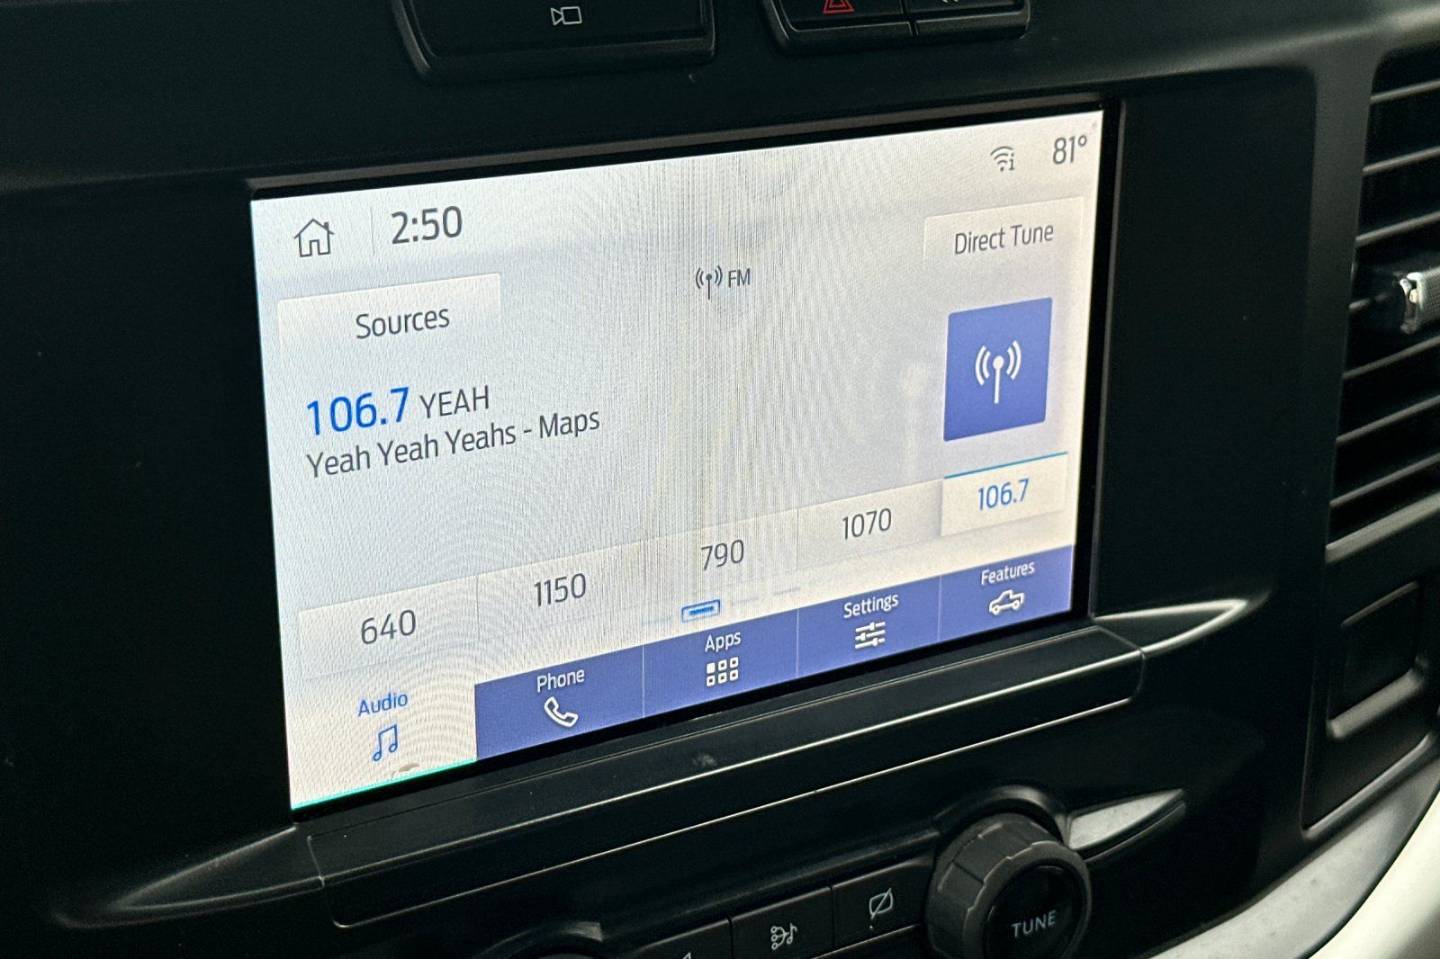 2:50
81°
Direct Tune
FM
Sources
106.7 YEAH
Yeah Yeah Yeahs - Maps
640
1150
790
1070
106.7
Audio
Phone
Apps
Settings
Features
TUNE